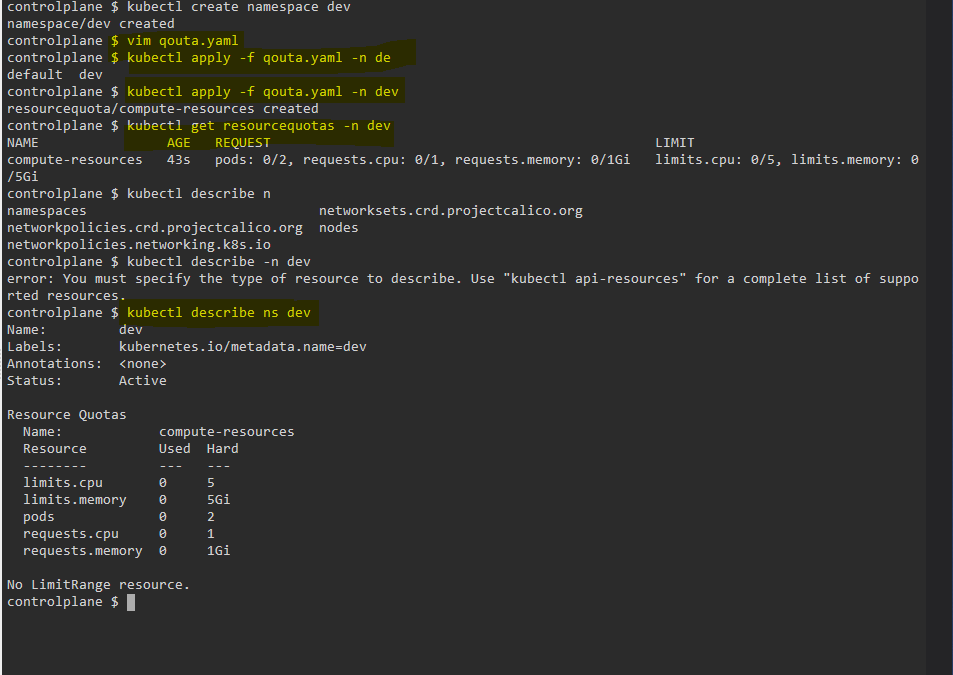 controlplane $ kubectl create namespace dev
namespace/dev created
controlplane $ vim qouta.yaml
controlplane $ kubectl apply -f qouta.yaml -n de
default  dev
controlplane $ kubectl apply -f qouta.yaml -n dev
resourcequota/compute-resources created
controlplane $ kubectl get resourcequotas -n dev
NAME                AGE   REQUEST                                                LIMIT
compute-resources   43s   pods: 0/2, requests.cpu: 0/1, requests.memory: 0/1Gi   limits.cpu: 0/5, limits.memory: 0
/5Gi
controlplane $ kubectl describe n
namespaces                             networksets.crd.projectcalico.org
networkpolicies.crd.projectcalico.org  nodes
networkpolicies.networking.k8s.io
controlplane $ kubectl describe -n dev
error: You must specify the type of resource to describe. Use "kubectl api-resources" for a complete list of suppo
rted resources.
controlplane $ kubectl describe ns dev
Name:         dev
Labels:       kubernetes.io/metadata.name=dev
Annotations:  <none>
Status:       Active
Resource Quotas
  Name:            compute-resources
  Resource         Used  Hard
  --------         ---   ---
  limits.cpu       0     5
  limits.memory    0     5Gi
  pods             0     2
  requests.cpu     0     1
  requests.memory  0     1Gi
No LimitRange resource.
controlplane $